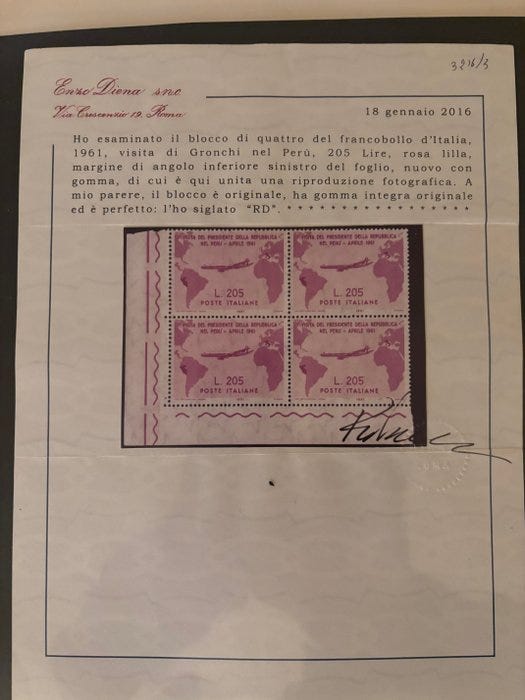 3216/3
Enzo Diena s.n.c
Via Crescenzio 19. Roma
18 gennaio 2016
Ho esaminato il blocco di quattro del francobollo d'Italia,
1961, visita di Gronchi nel Perù, 205 Lire, rosa lilla,
margine di angolo inferiore sinistro del foglio, nuovo con
gomma, di cui è qui unita una riproduzione fotografica. A
mio parere, il blocco è originale, ha gomma integra originale
ed è perfetto: l'ho siglato "RD". * * * * * * * * * * * * * * * * * *
VISITA DEL PRESIDENTE DELLA REPUBBLICA
NEL PERU' - APRILE 1961
L. 205
POSTE ITALIANE
1961
VISITA DEL PRESIDENTE DELLA REPUBBLICA
NEL PERU' - APRILE 1961
L. 205
POSTE ITALIANE
1961
VISITA DEL PRESIDENTE DELLA REPUBBLICA
NEL PERU' - APRILE 1961
L. 205
POSTE ITALIANE
1961
VISITA DEL PRESIDENTE DELLA REPUBBLICA
NEL PERU' - APRILE 1961
L. 205
POSTE ITALIANE
1961